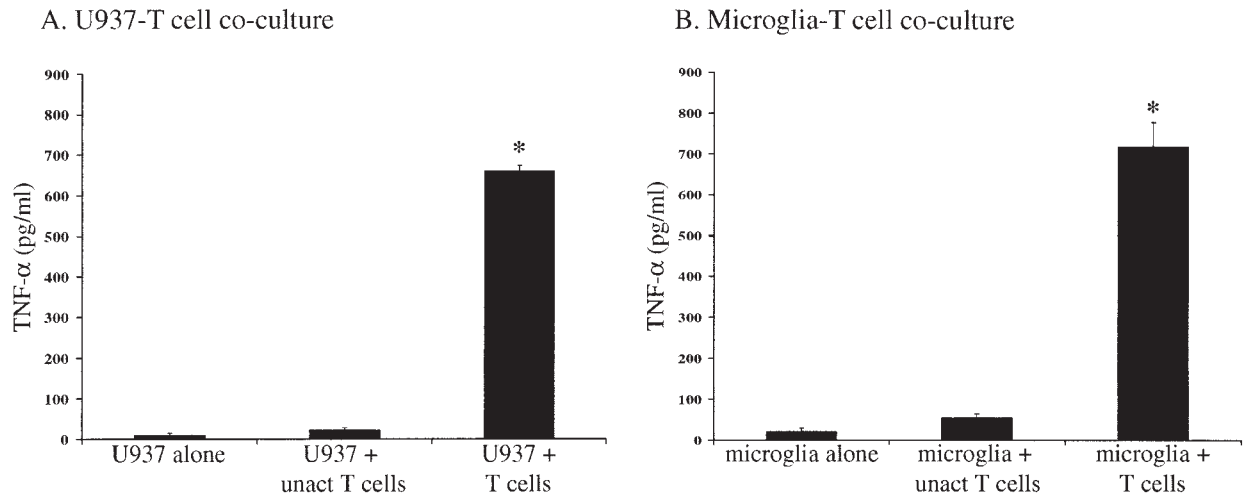 A. U937-T cell co-culture
TNF-α (pg/ml)
900
800
700
600
500
400
300
200
100
0
*
U937 alone
U937 +
unact T cells
U937 +
T cells
B. Microglia-T cell co-culture
TNF-α (pg/ml)
900
800
700
600
500
400
300
200
100
0
*
microglia alone
microglia +
unact T cells
microglia +
T cells